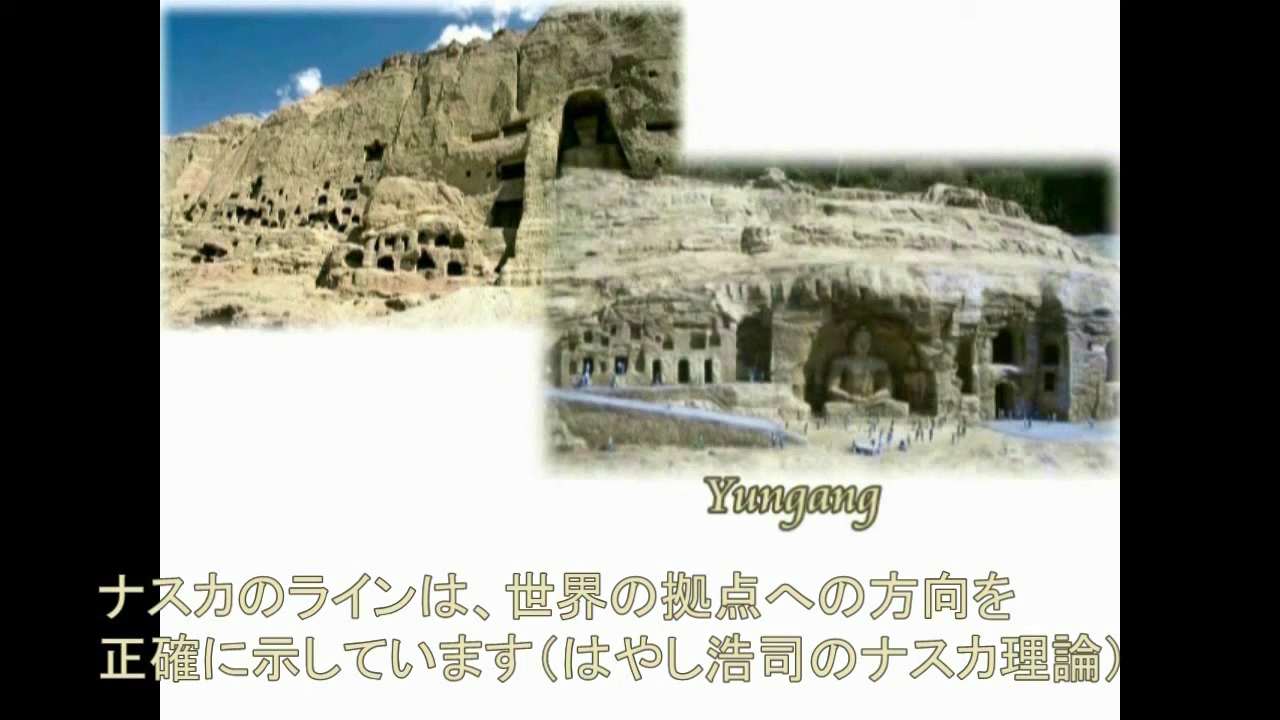 Yungang
ナスカのラインは、世界の拠点への方向を
正確に示しています（はやし浩司のナスカ理論）